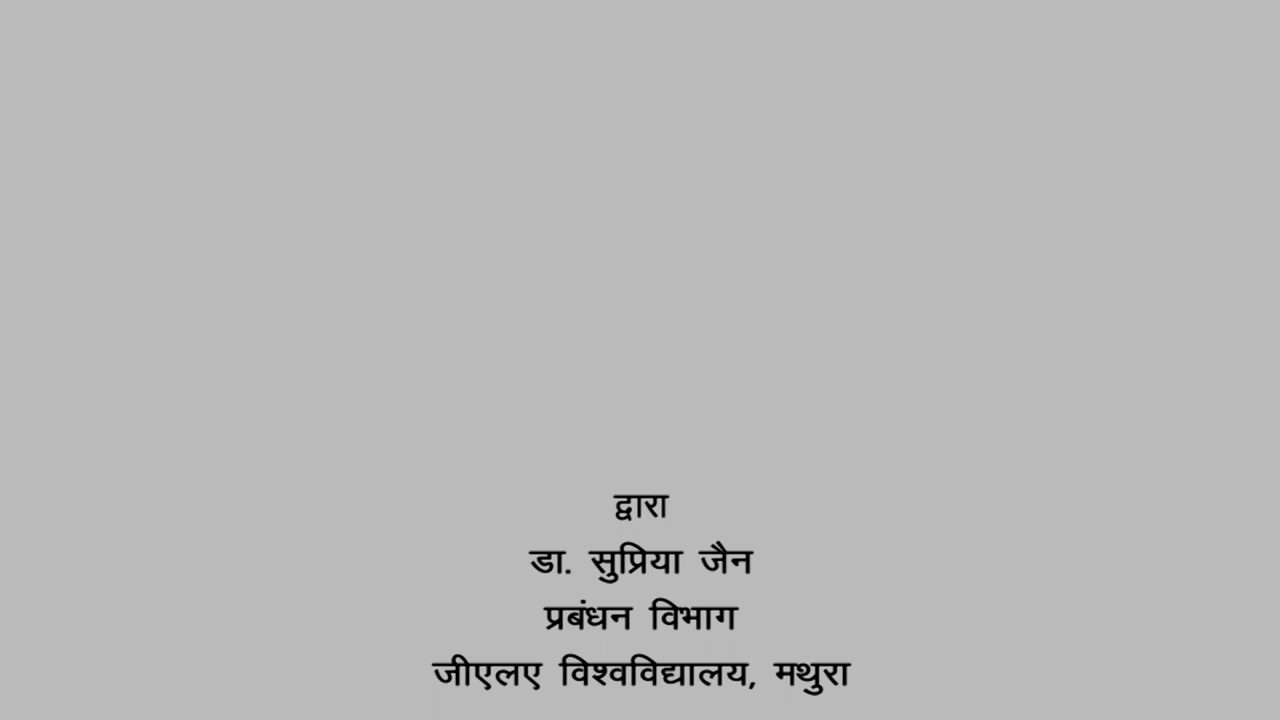 द्वारा
डा. सुप्रिया जैन
प्रबंधन विभाग
जीएलए विश्वविद्यालय, मथुरा